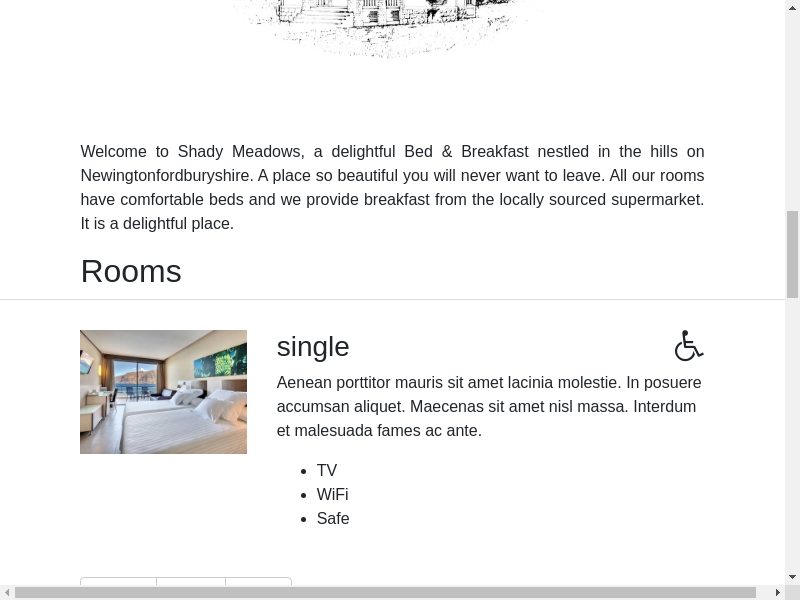 Welcome to Shady Meadows, a delightful Bed & Breakfast nestled in the hills on
Newingtonfordburyshire. A place so beautiful you will never want to leave. All our rooms
have comfortable beds and we provide breakfast from the locally sourced supermarket.
It is a delightful place.
Rooms
single
Aenean porttitor mauris sit amet lacinia molestie. In posuere
accumsan aliquet. Maecenas sit amet nisl massa. Interdum
et malesuada fames ac ante.
TV
WiFi
Safe